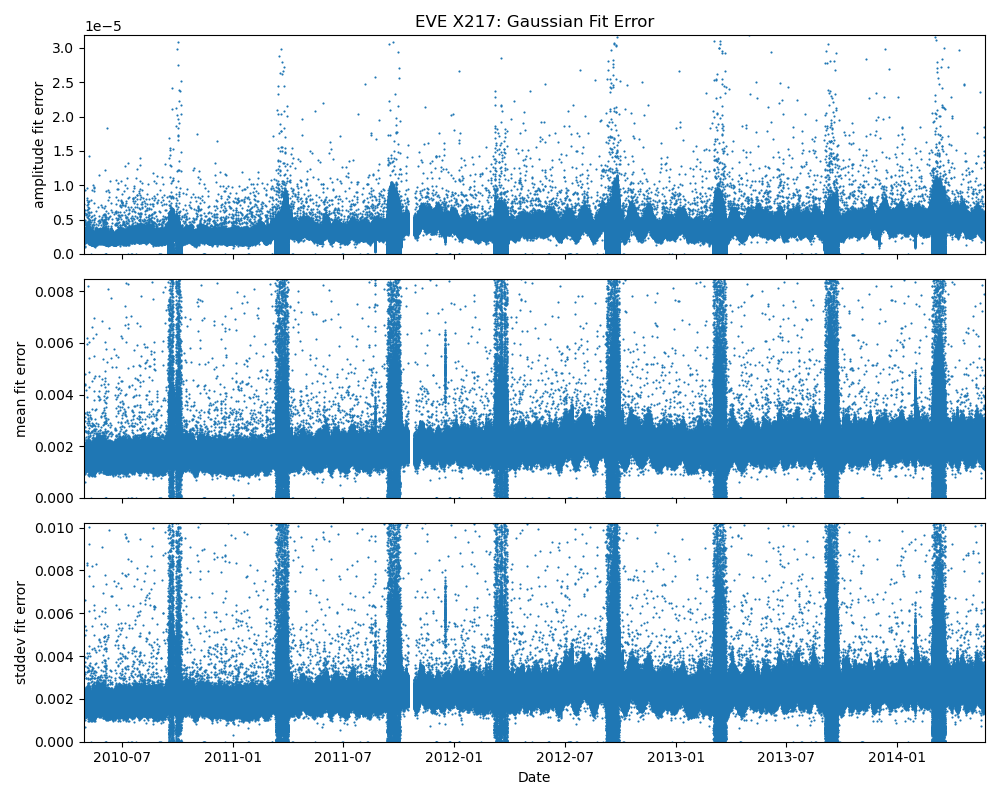 EVE X217: Gaussian Fit Error
1e−5
3.0
2.5
2.0
1.5
1.0
0.5
0.0
amplitude fit error
0.008
0.006
0.004
0.002
0.000
mean fit error
0.010
0.008
0.006
0.004
0.002
0.000
stddev fit error
2010-07 2011-01 2011-07 2012-01 2012-07 2013-01 2013-07 2014-01
Date